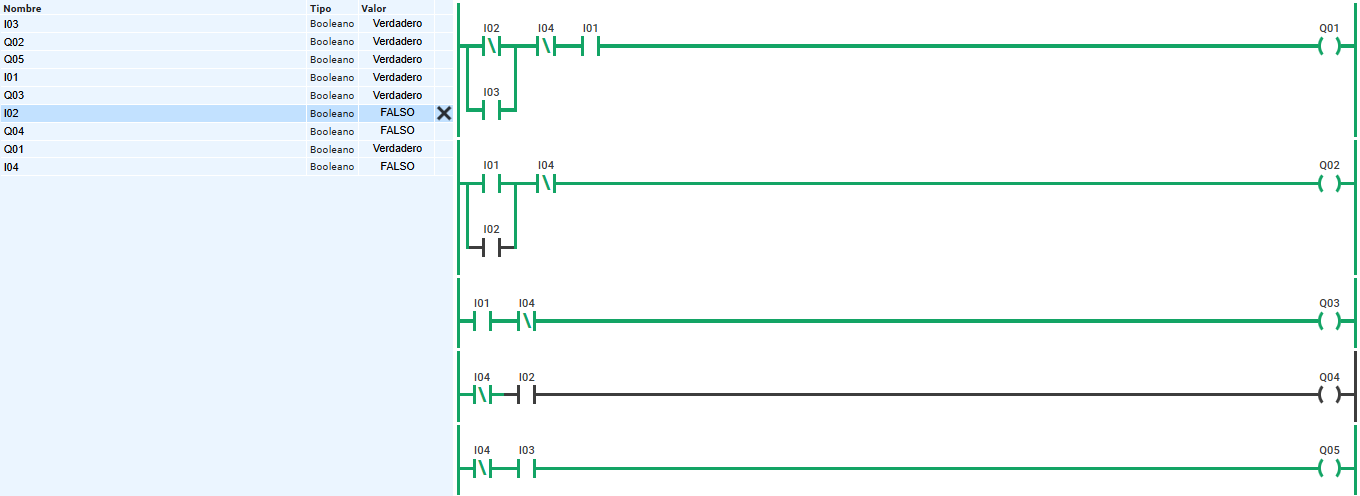 Nombre Tipo Valor
I03 Booleano Verdadero
Q02 Booleano Verdadero
Q05 Booleano Verdadero
I01 Booleano Verdadero
Q03 Booleano Verdadero
I02 Booleano FALSO
Q04 Booleano FALSO
Q01 Booleano Verdadero
I04 Booleano FALSO
I02 I04 I01 Q01
I03
I01 I04 Q02
I02
I01 I04 Q03
I04 I02 Q04
I04 I03 Q05